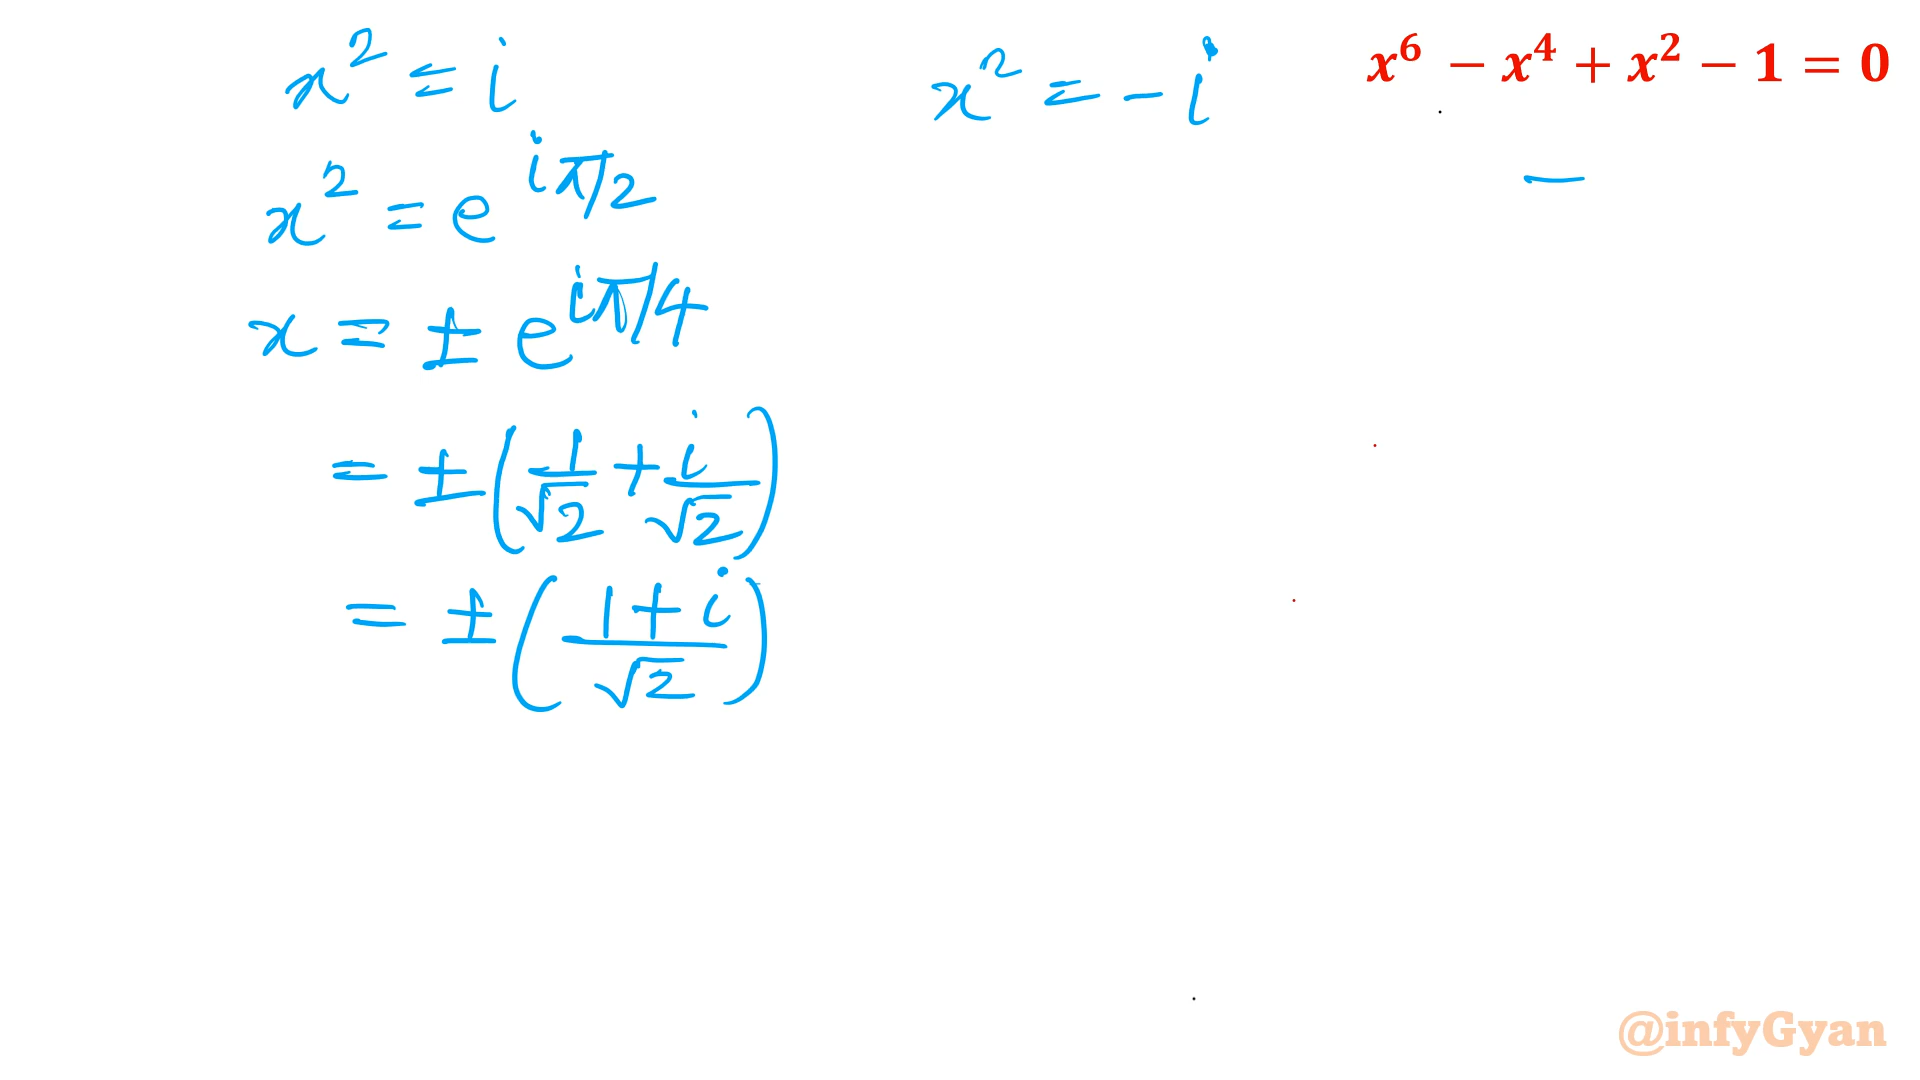 x² = i
x² = e^{iπ/2}
x = ± e^{iπ/4}
= ± (1/√2 + i/√2)
= ± ((1 + i)/√2)
x² = - i
x⁶ − x⁴ + x² − 1 = 0
@infyGyan